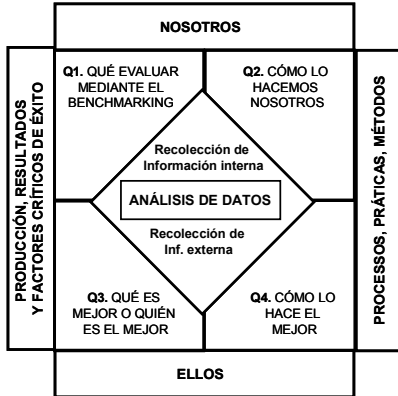 NOSOTROS
PRODUCCIÓN, RESULTADOS
Y FACTORES CRÍTICOS DE ÉXITO
Q1. QUÉ EVALUAR
MEDIANTE EL
BENCHMARKING
Q2. CÓMO LO
HACEMOS
NOSOTROS
Recolección de
Información interna
ANÁLISIS DE DATOS
Recolección de
Inf. externa
Q3. QUÉ ES
MEJOR O QUIÉN
ES EL MEJOR
Q4. CÓMO LO
HACE EL
MEJOR
PROCESSOS, PRÁTICAS, MÉTODOS
ELLOS